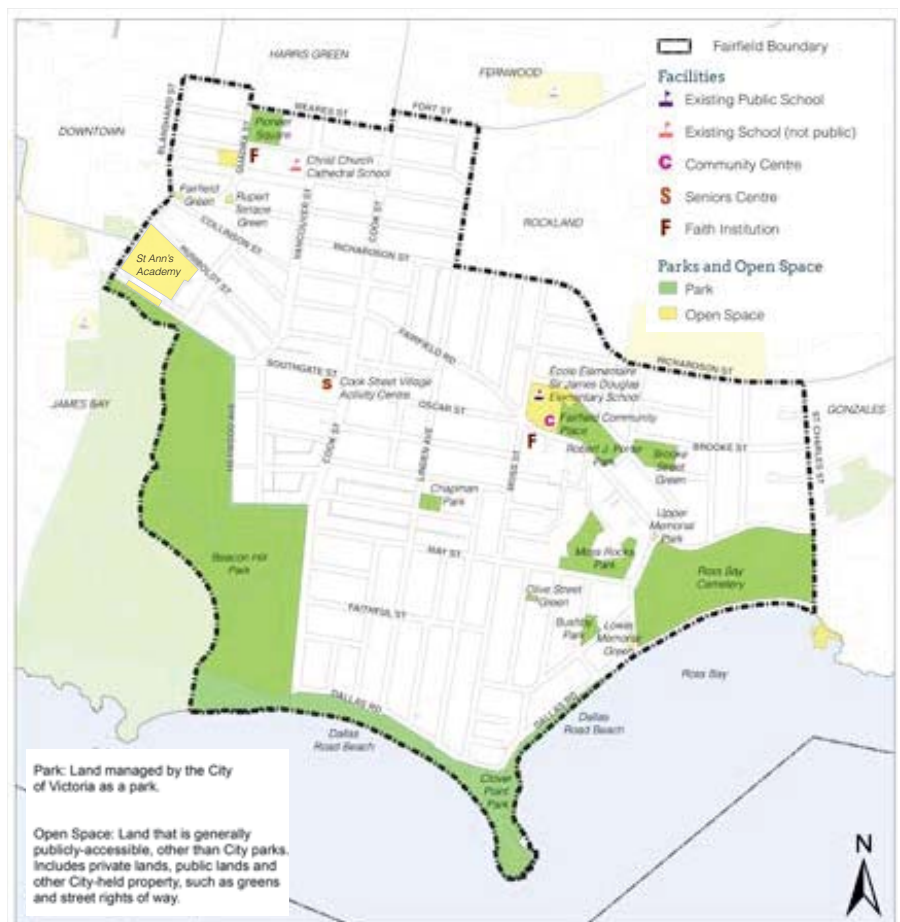 HARRIS GREEN
FERNWOOD
DOWNTOWN
ROCKLAND
JAMES BAY
GONZALES
Fairfield Boundary
Facilities
Existing Public School
Existing School (not public)
C Community Centre
S Seniors Centre
F Faith Institution
Parks and Open Space
Park
Open Space
BLANSHARD ST
QUADRA ST
MEARES ST
FORT ST
Pioneer
Square
F
Christ Church
Cathedral School
Fairfield
Green
Rupert
Terrace
Green
VANCOUVER ST
COOK ST
COLLINSON ST
RICHARDSON ST
St Ann's
Academy
HUMBOLDT ST
FAIRFIELD RD
RICHARDSON ST
SOUTHGATE ST
S
Cook Street Village
Activity Centre
OSCAR ST
Ecole Elementaire
Sir James Douglas
Elementary School
C
Fairfield Community
Place
F
Robert J. Porter
Park
Brooke
Street
Green
BROOKE ST
ST CHARLES ST
HEYWOOD AVE
COOK ST
LINDEN AVE
MOSS ST
Chapman
Park
Upper
Memorial
Park
MAY ST
Moss Rocks
Park
Ross Bay
Cemetery
Beacon Hill
Park
Olive Street
Green
FAITHFUL ST
Bushby
Park
Lower
Memorial
Green
Ross Bay
DALLAS RD
DALLAS RD
Dallas
Road Beach
Dallas
Road Beach
Clover
Point
Park
Park: Land managed by the City
of Victoria as a park.
Open Space: Land that is generally
publicly-accessible, other than City parks.
Includes private lands, public lands and
other City-held property, such as greens
and street rights of way.
N